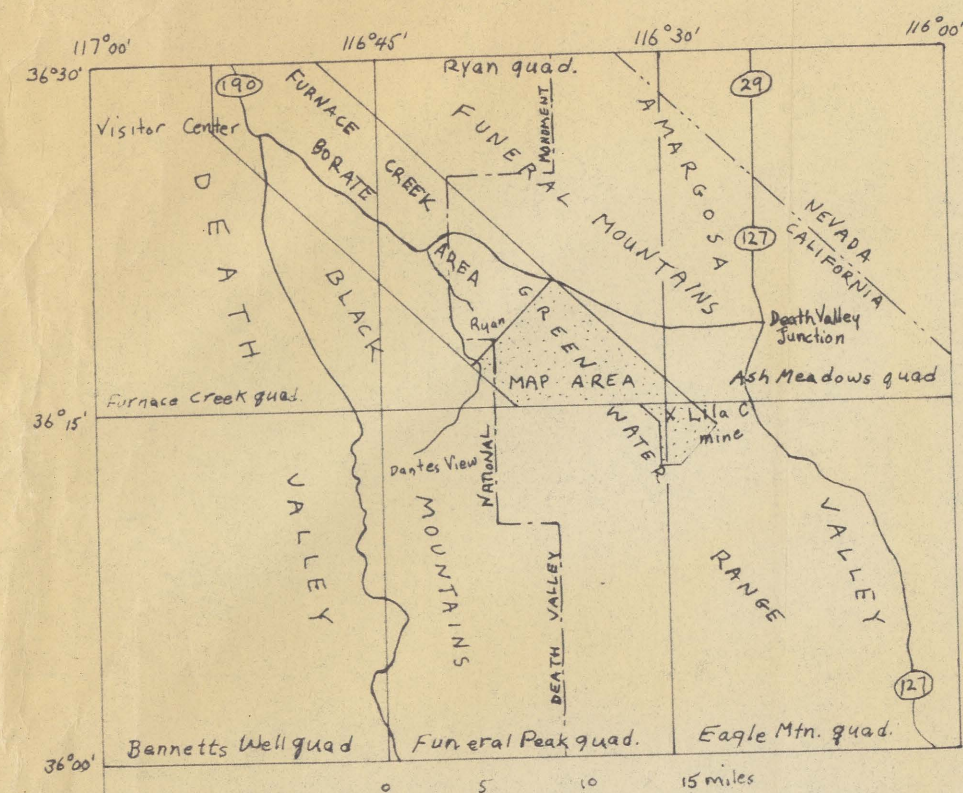 117°00'
116°45'
116°30'
116°00'
36°30'
Ryan quad.
190
29
FURNACE CREEK
BORATE
AREA
Visitor Center
FUNERAL MOUNTAINS
MONUMENT
AMARGOSA
NEVADA
CALIFORNIA
127
DEATH
BLACK
GREEN
Ryan
Death Valley
Junction
MAP AREA
Ash Meadows quad
Furnace Creek quad.
36°15'
WATER
X Lila C
mine
Dantes View
NATIONAL
VALLEY
MOUNTAINS
RANGE
VALLEY
DEATH VALLEY
127
Bennetts Well quad
Funeral Peak quad.
Eagle Mtn. quad.
36°00'
0 5 10 15 miles